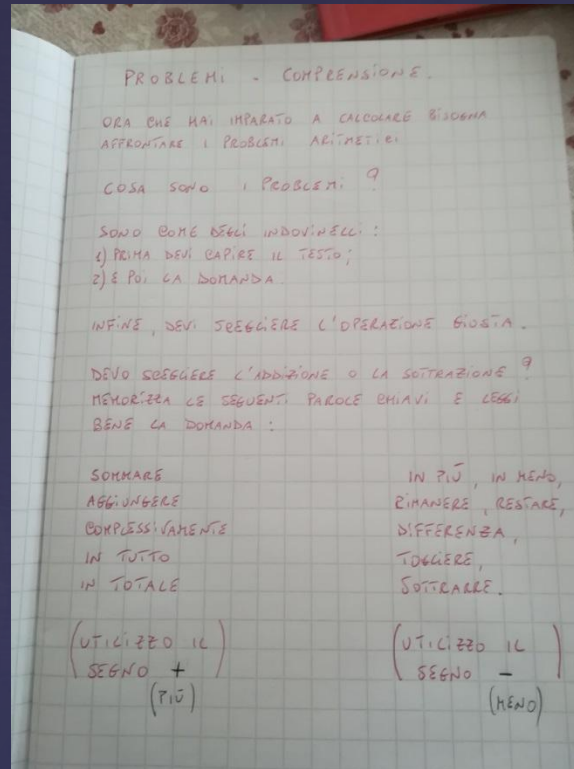 PROBLEMI - COMPRENSIONE.
ORA CHE HAI IMPARATO A CALCOLARE BISOGNA
AFFRONTARE I PROBLEMI ARITMETICI
COSA SONO I PROBLEMI ?
SONO COME DEGLI INDOVINELLI :
1) PRIMA DEVI CAPIRE IL TESTO ;
2) E POI LA DOMANDA.
INFINE, DEVI SCEGLIERE L'OPERAZIONE GIUSTA.
DEVO SCEGLIERE L'ADDIZIONE O LA SOTTRAZIONE ?
MEMORIZZA LE SEGUENTI PAROLE CHIAVI E LEGGI
BENE LA DOMANDA :
SOMMARE
AGGIUNGERE
COMPLESSIVAMENTE
IN TUTTO
IN TOTALE
(UTILIZZO IL
SEGNO +)
(PIÙ)
IN PIÙ, IN MENO,
RIMANERE, RESTARE,
DIFFERENZA,
TOGLIERE,
SOTTRARRE.
(UTILIZZO IL
SEGNO -)
(MENO)